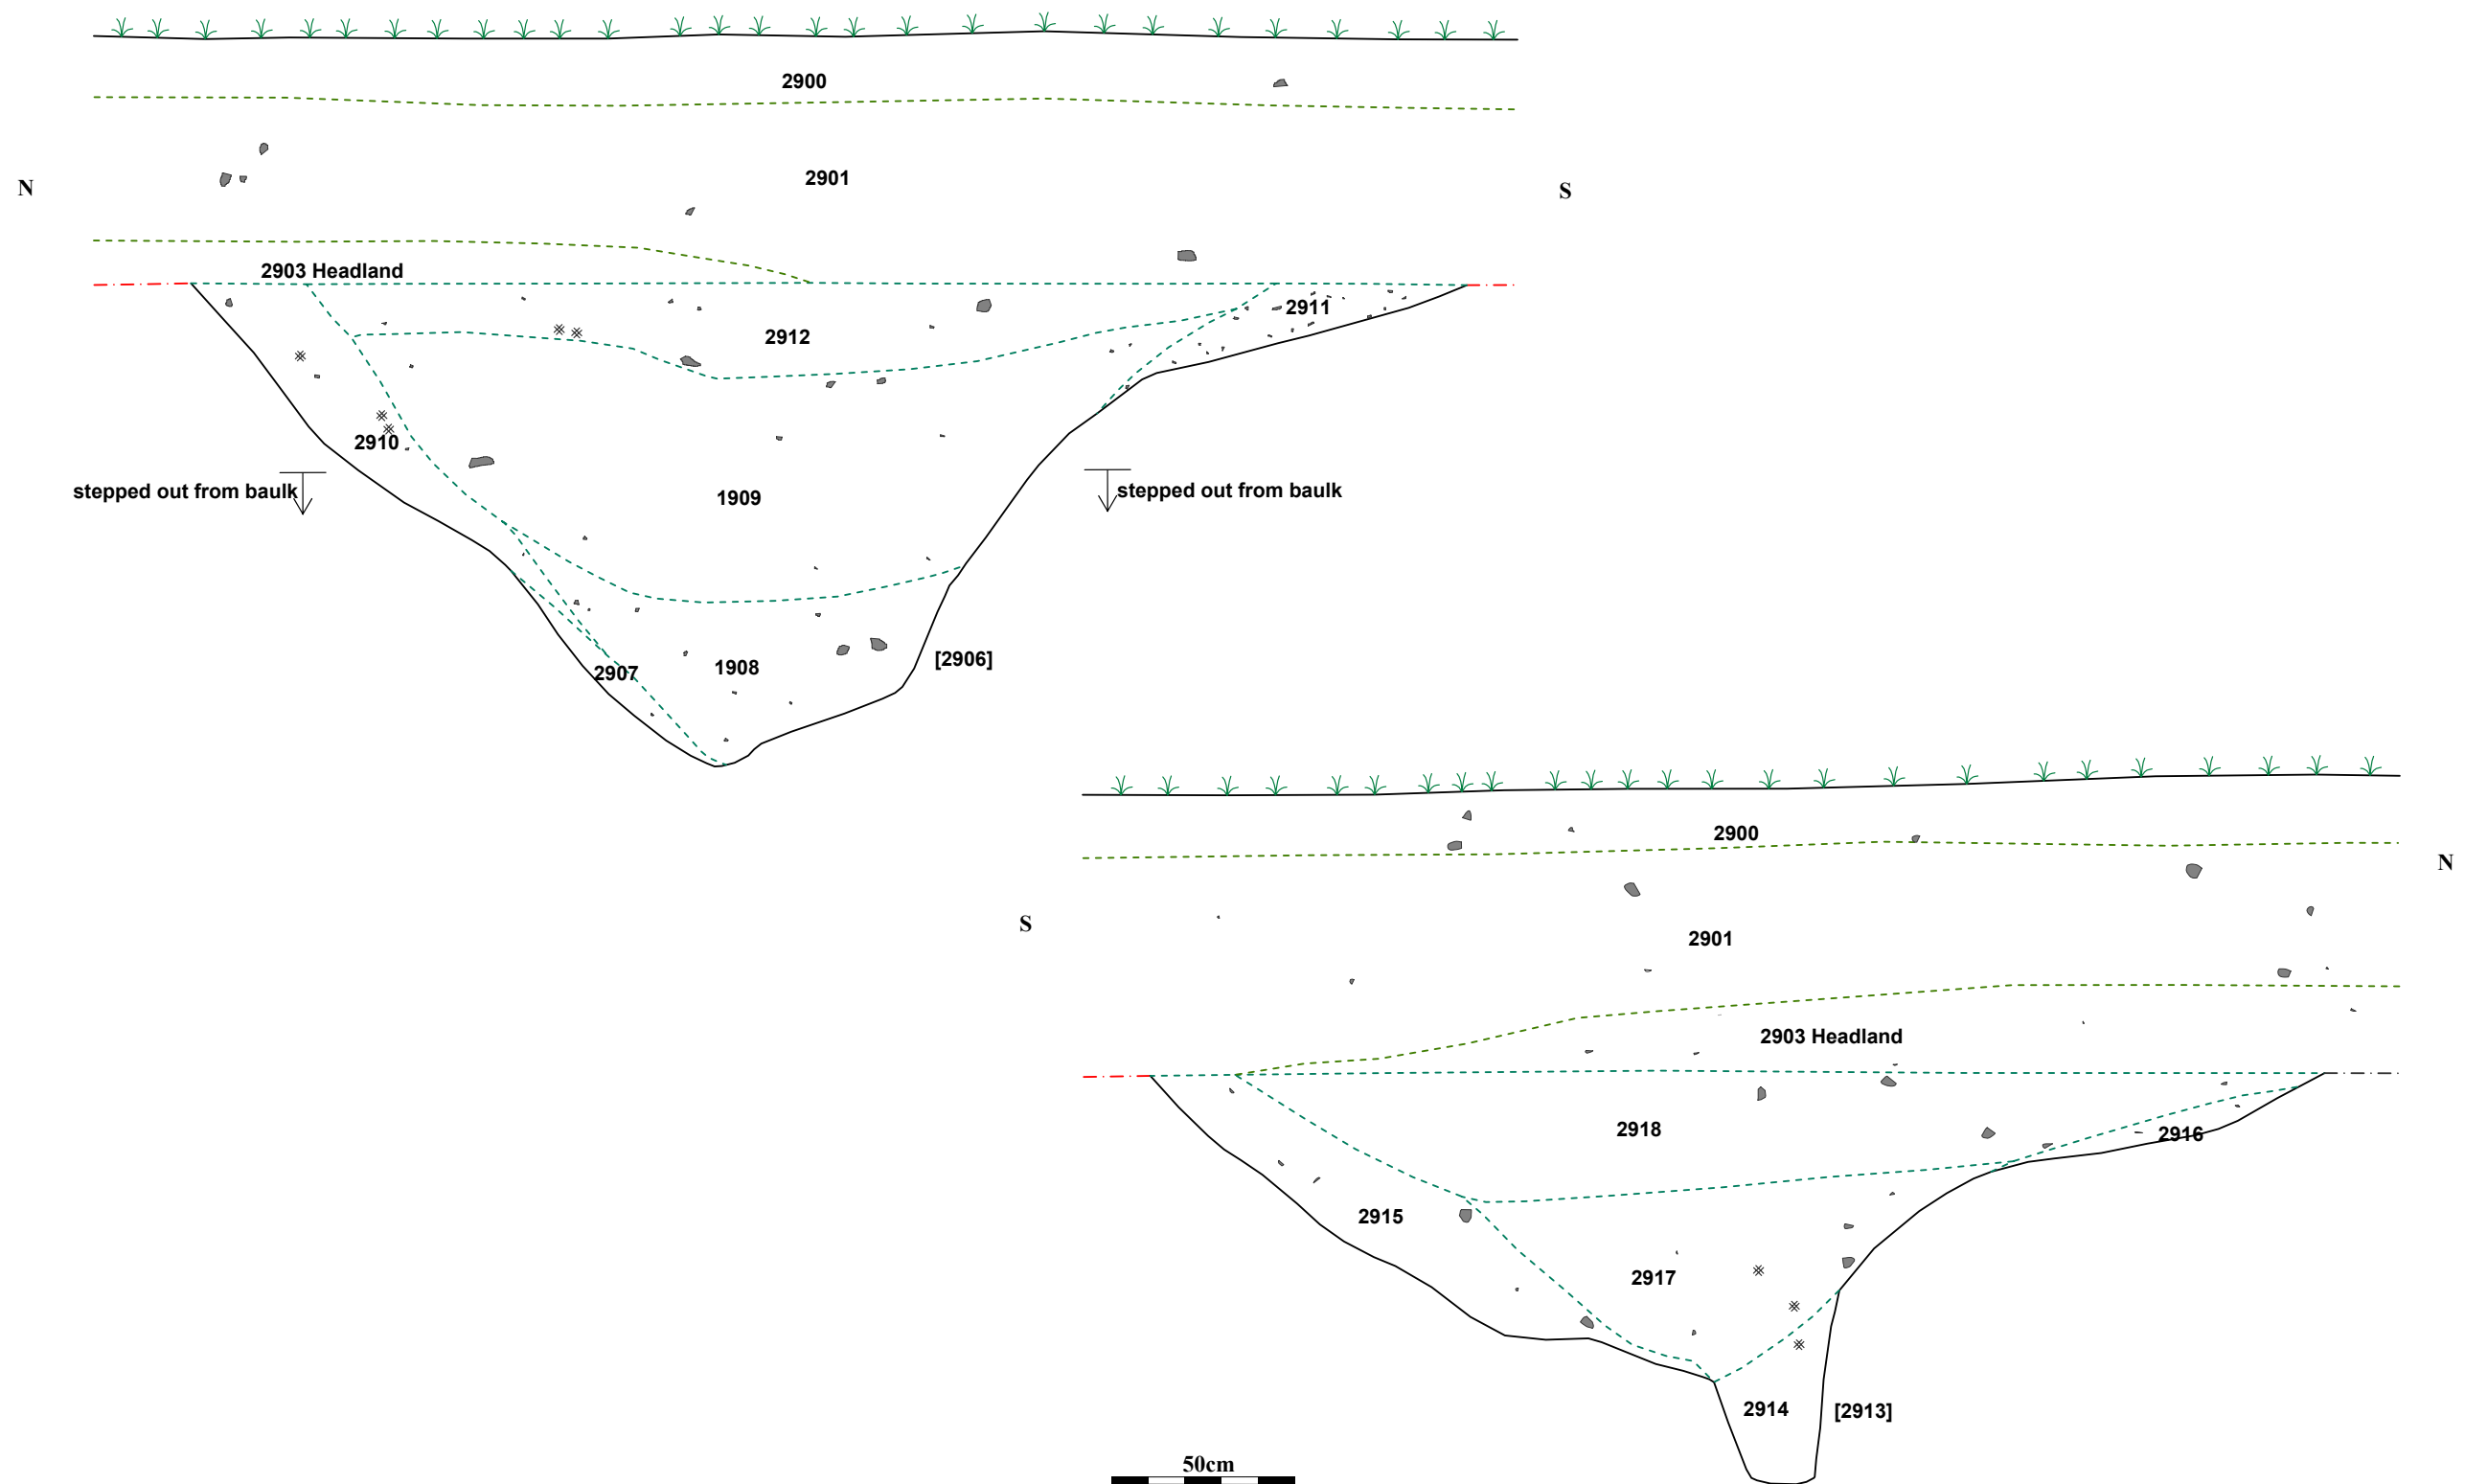 2900
2901
N
S
2903 Headland
2911
2912
2910
stepped out from baulk
stepped out from baulk
1909
[2906]
2907
1908
2900
N
S
2901
2903 Headland
2918
2916
2915
2917
2914
[2913]
50cm